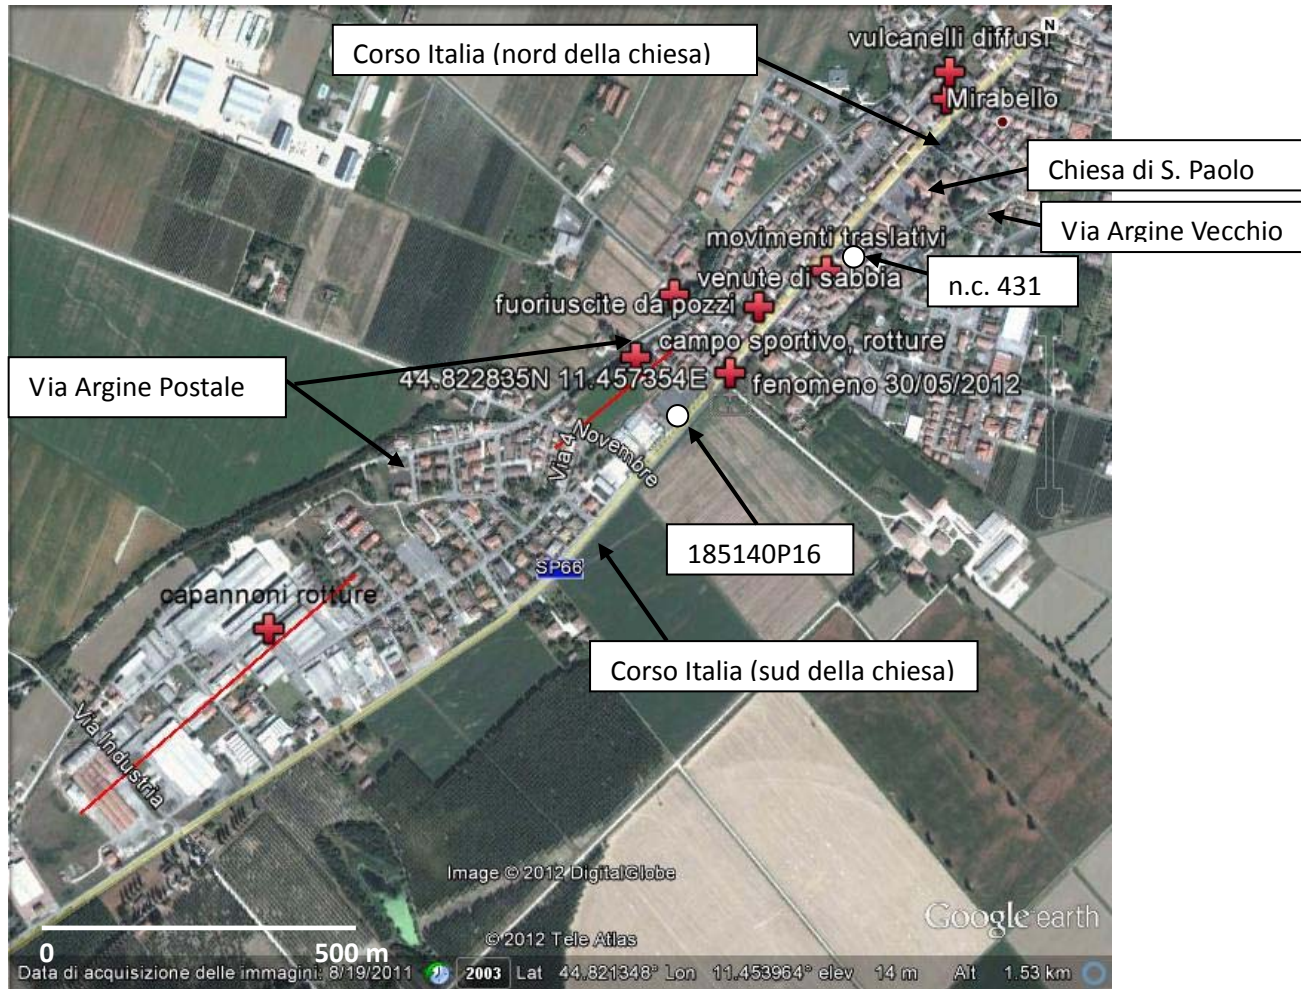 N
vulcanelli diffusi
Corso Italia (nord della chiesa)
Mirabello
Chiesa di S. Paolo
Via Argine Vecchio
movimenti traslativi
venute di sabbia
n.c. 431
fuoriuscite da pozzi
campo sportivo, rotture
Via Argine Postale
44.822835N 11.457354E
fenomeno 30/05/2012
Via 4 Novembre
185140P16
SP66
capannoni rotture
Corso Italia (sud della chiesa)
Via Industria
Image © 2012 DigitalGlobe
Google earth
0 500 m
© 2012 Tele Atlas
Data di acquisizione delle immagini: 8/19/2011 2003 Lat 44.821348° Lon 11.453964° elev 14 m Alt 1.53 km